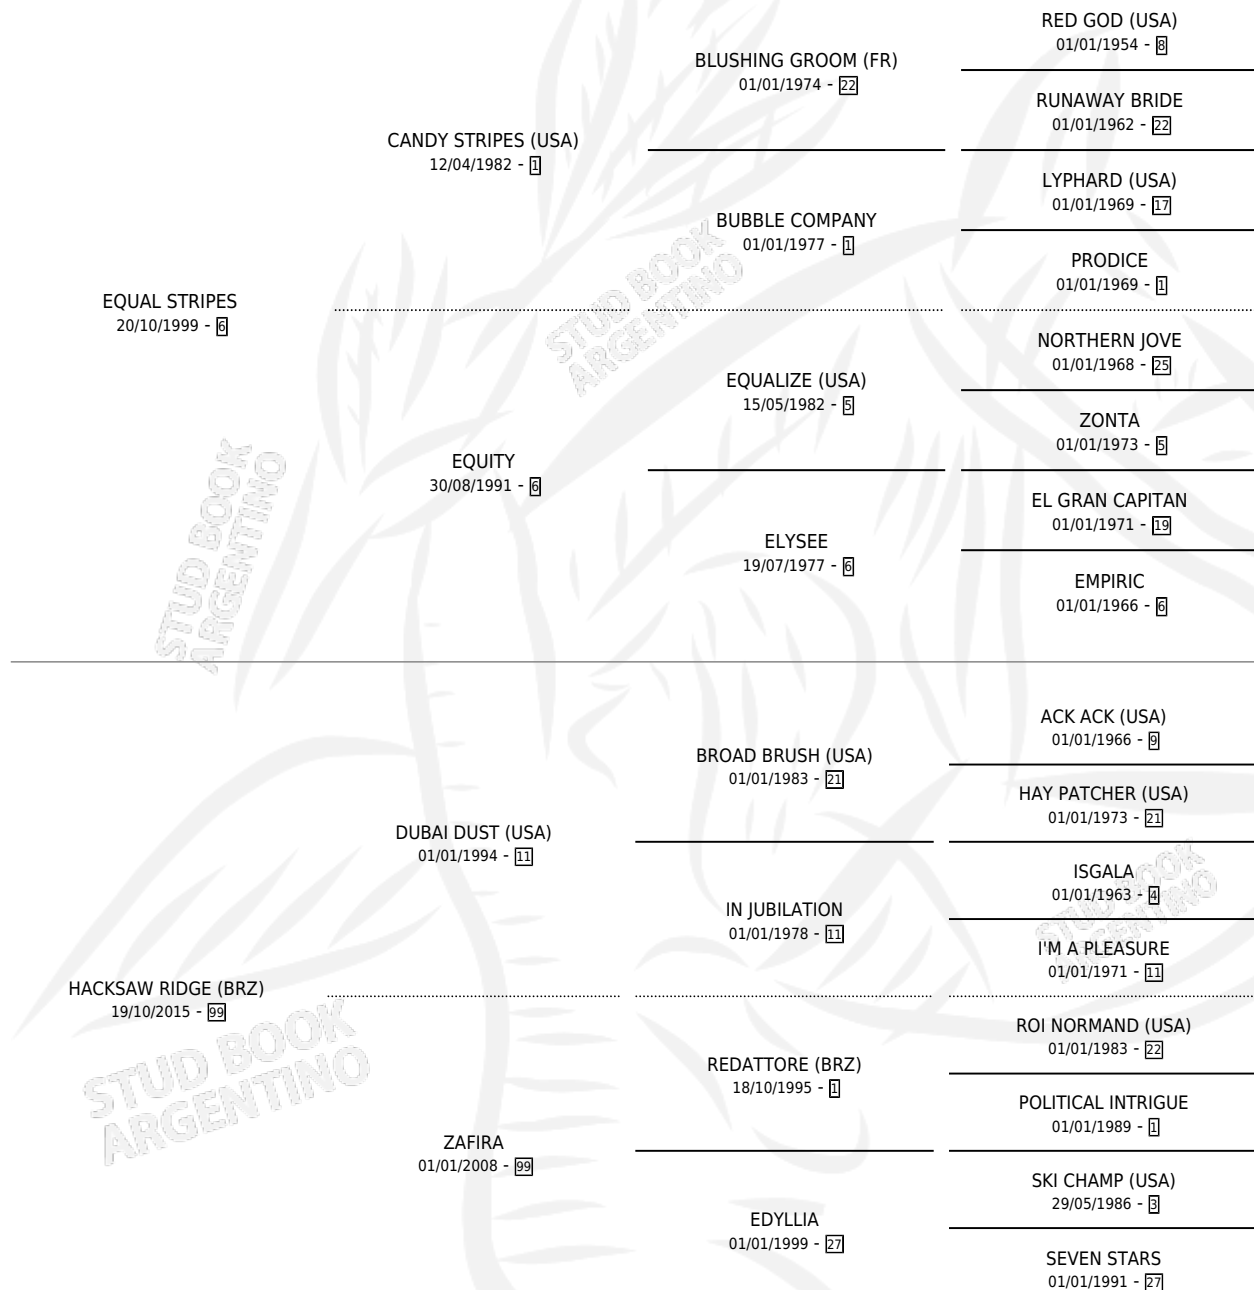 EQUAL STRIPES
20/10/1999 - 6
CANDY STRIPES (USA)
12/04/1982 - 1
BLUSHING GROOM (FR)
01/01/1974 - 22
RED GOD (USA)
01/01/1954 - 8
RUNAWAY BRIDE
01/01/1962 - 22
BUBBLE COMPANY
01/01/1977 - 1
LYPHARD (USA)
01/01/1969 - 17
PRODICE
01/01/1969 - 1
EQUITY
30/08/1991 - 6
EQUALIZE (USA)
15/05/1982 - 5
NORTHERN JOVE
01/01/1968 - 25
ZONTA
01/01/1973 - 5
ELYSEE
19/07/1977 - 6
EL GRAN CAPITAN
01/01/1971 - 19
EMPIRIC
01/01/1966 - 6
HACKSAW RIDGE (BRZ)
19/10/2015 - 99
DUBAI DUST (USA)
01/01/1994 - 11
BROAD BRUSH (USA)
01/01/1983 - 21
ACK ACK (USA)
01/01/1966 - 9
HAY PATCHER (USA)
01/01/1973 - 21
IN JUBILATION
01/01/1978 - 11
ISGALA
01/01/1963 - 4
I'M A PLEASURE
01/01/1971 - 11
ZAFIRA
01/01/2008 - 99
REDATTORE (BRZ)
18/10/1995 - 1
ROI NORMAND (USA)
01/01/1983 - 22
POLITICAL INTRIGUE
01/01/1989 - 1
EDYLLIA
01/01/1999 - 27
SKI CHAMP (USA)
29/05/1986 - 3
SEVEN STARS
01/01/1991 - 27
STUD BOOK
ARGENTINO
STUD BOOK
ARGENTINO
STUD BOOK
ARGENTINO
STUD BOOK
ARGENTINO